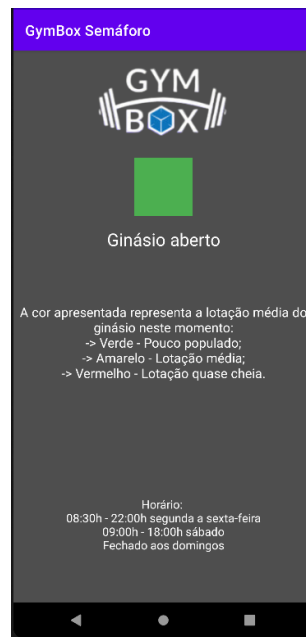 GymBox Semáforo
GYM
BOX
Ginásio aberto
A cor apresentada representa a lotação média do
ginásio neste momento:
-> Verde - Pouco populado;
-> Amarelo - Lotação média;
-> Vermelho - Lotação quase cheia.
Horário:
08:30h - 22:00h segunda a sexta-feira
09:00h - 18:00h sábado
Fechado aos domingos